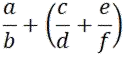 a/b + (c/d + e/f)